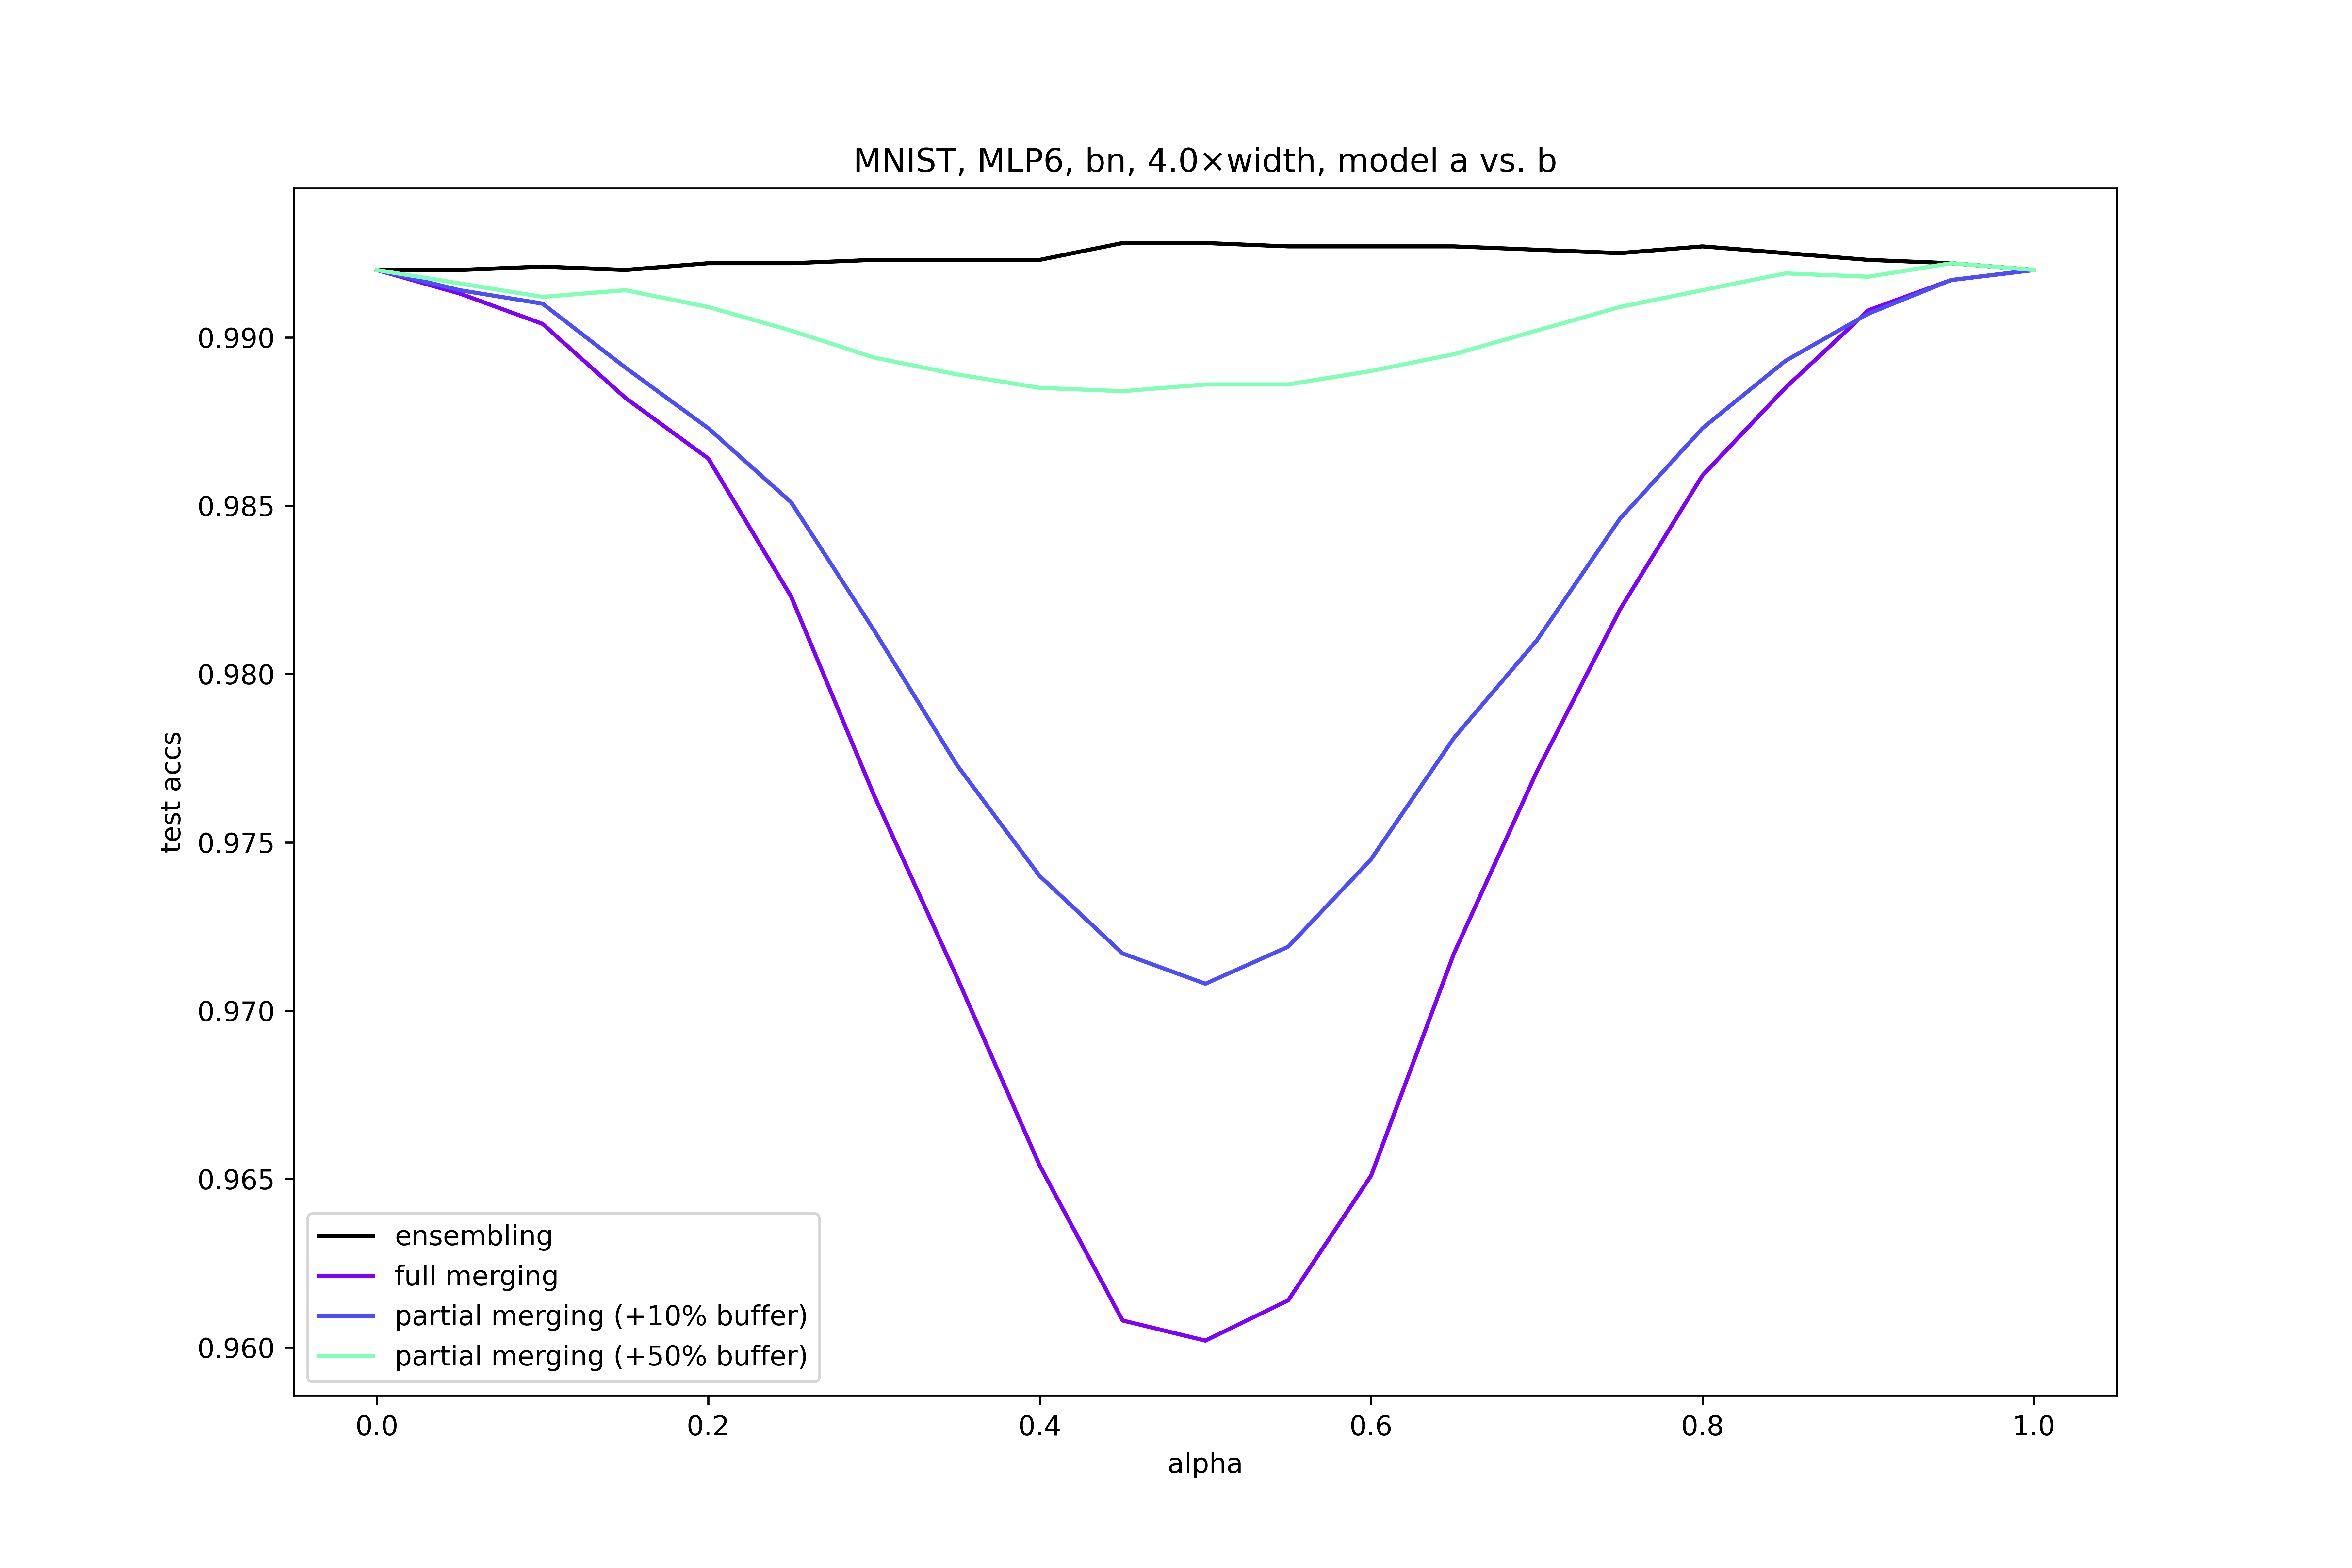 MNIST, MLP6, bn, 4.0×width, model a vs. b
0.990
0.985
0.980
0.975
0.970
0.965
0.960
test accs
ensembling
full merging
partial merging (+10% buffer)
partial merging (+50% buffer)
0.0 0.2 0.4 0.6 0.8 1.0
alpha